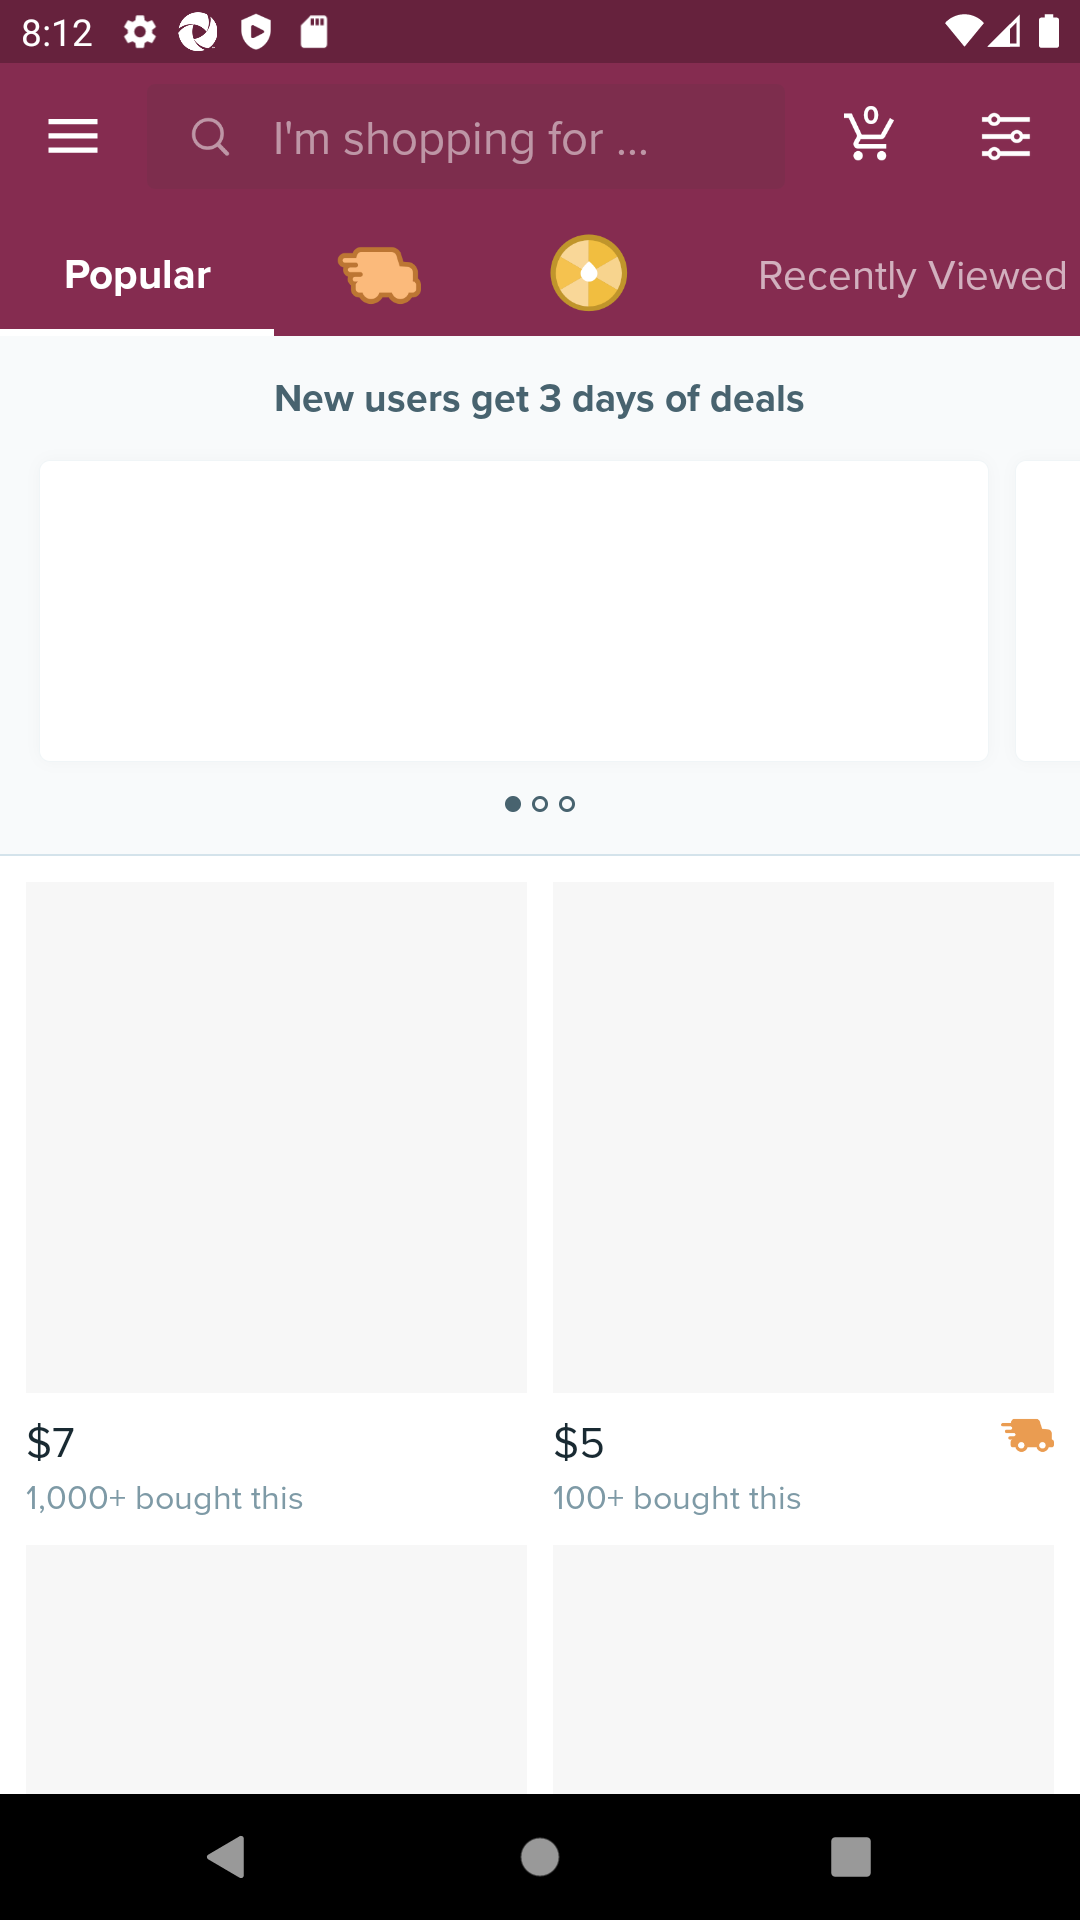 8:12
I'm shopping for ...
0
Popular
Recently Viewed
New users get 3 days of deals
$7
$5
1,000+ bought this
100+ bought this